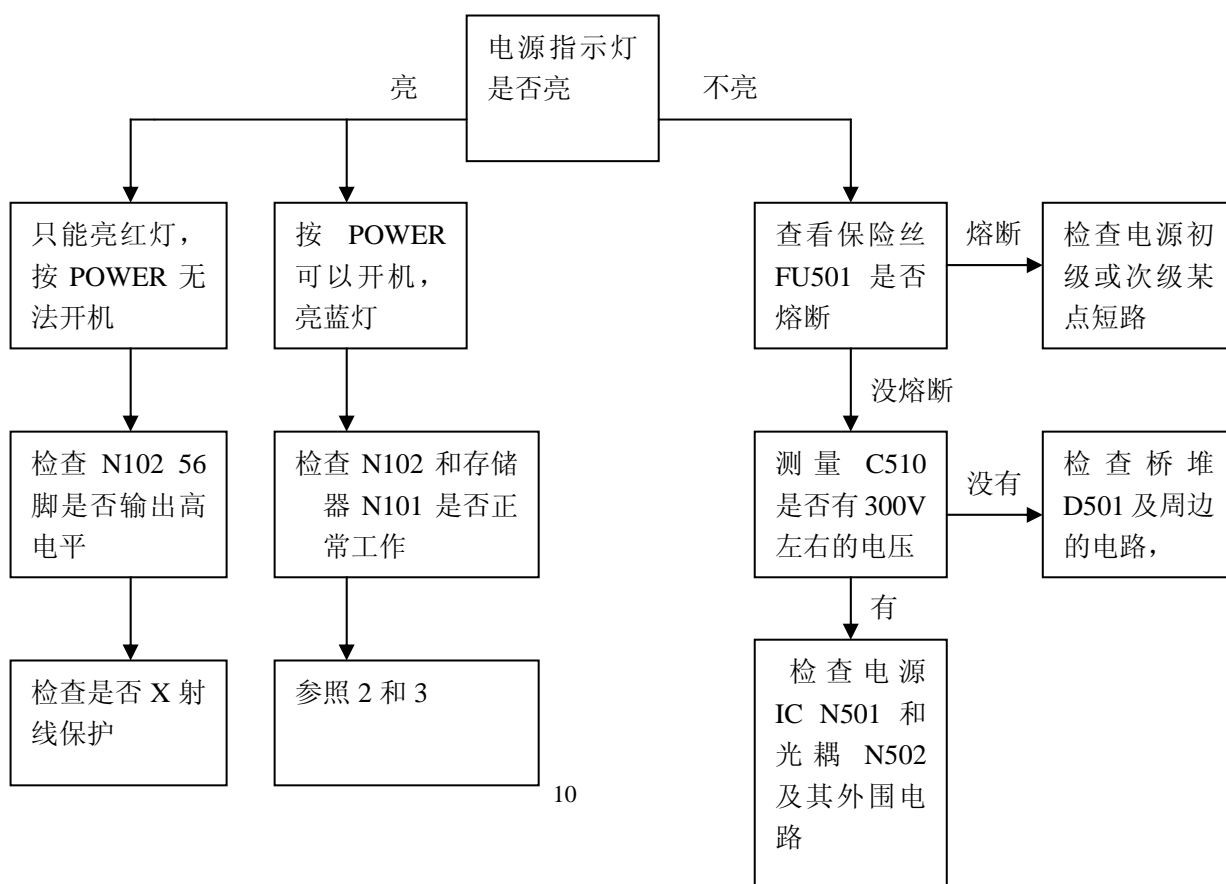 电源指示灯
是否亮
亮
不亮
只能亮红灯，
按 POWER 无
法开机
按 POWER
可以开机，
亮蓝灯
查看保险丝
FU501 是否
熔断
熔断
检查电源初
级或次级某
点短路
没熔断
检查 N102 56
脚是否输出高
电平
检查 N102 和存储
器 N101 是否正
常工作
测量 C510
是否有 300V
左右的电压
没有
检查桥堆
D501 及周边
的电路，
有
检查是否 X 射
线保护
参照 2 和 3
检查电源
IC N501 和
光耦 N502
及其外围电
路
10